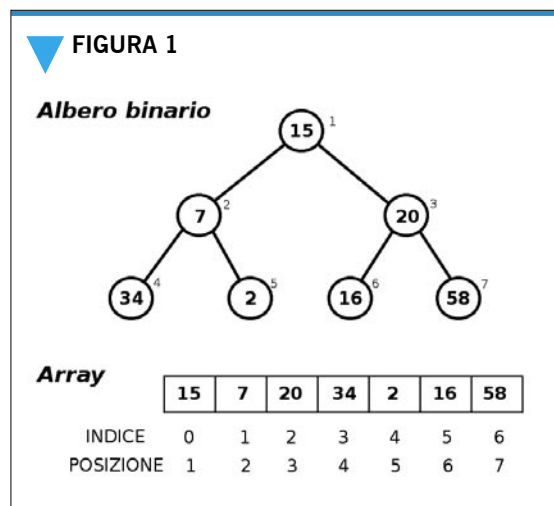 FIGURA 1
Albero binario
15 1
7 2 20 3
34 4 2 5 16 6 58 7
Array
15 7 20 34 2 16 58
INDICE 0 1 2 3 4 5 6
POSIZIONE 1 2 3 4 5 6 7